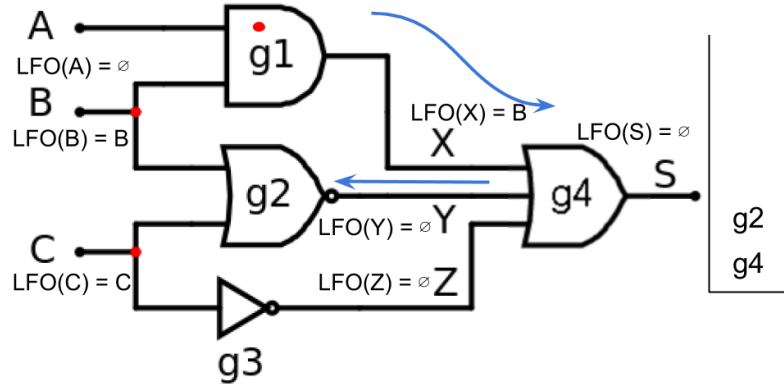 A
g1
LFO(A) = ∅
B
LFO(B) = B
LFO(X) = B
LFO(S) = ∅
X
g2
g4
S
Y
LFO(Y) = ∅
g2
C
LFO(C) = C
LFO(Z) = ∅
Z
g4
g3